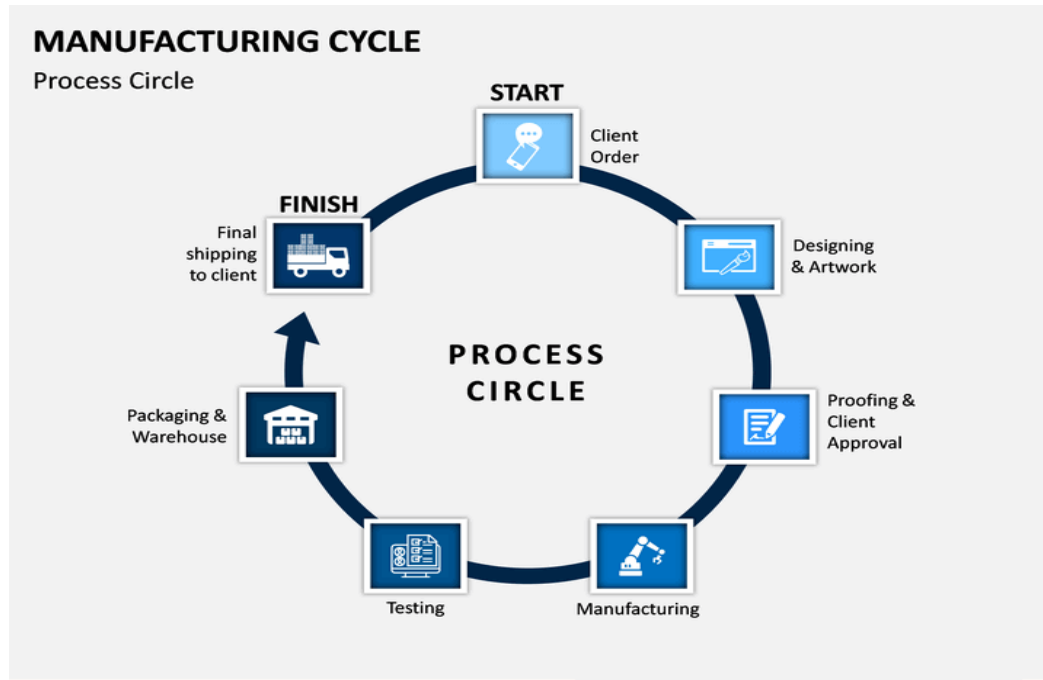 MANUFACTURING CYCLE
Process Circle
START
Client
Order
Designing
& Artwork
Proofing &
Client
Approval
Manufacturing
Testing
Packaging &
Warehouse
FINISH
Final
shipping
to client
PROCESS
CIRCLE